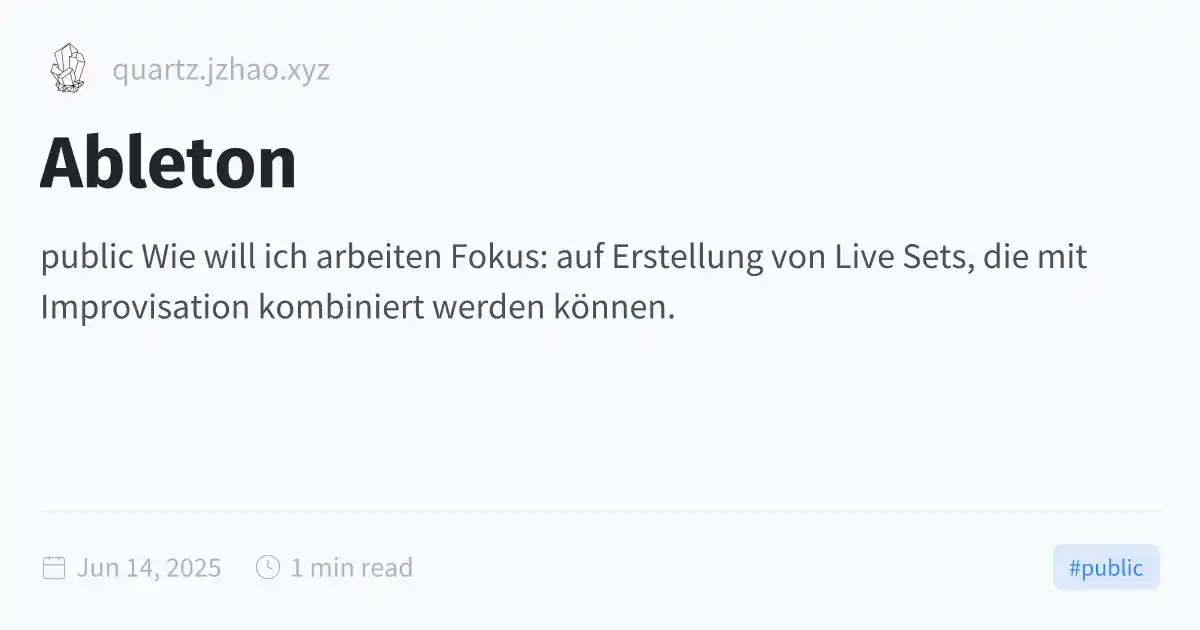 quartz.jzhao.xyz
Ableton
public Wie will ich arbeiten Fokus: auf Erstellung von Live Sets, die mit
Improvisation kombiniert werden können.
Jun 14, 2025 1 min read #public